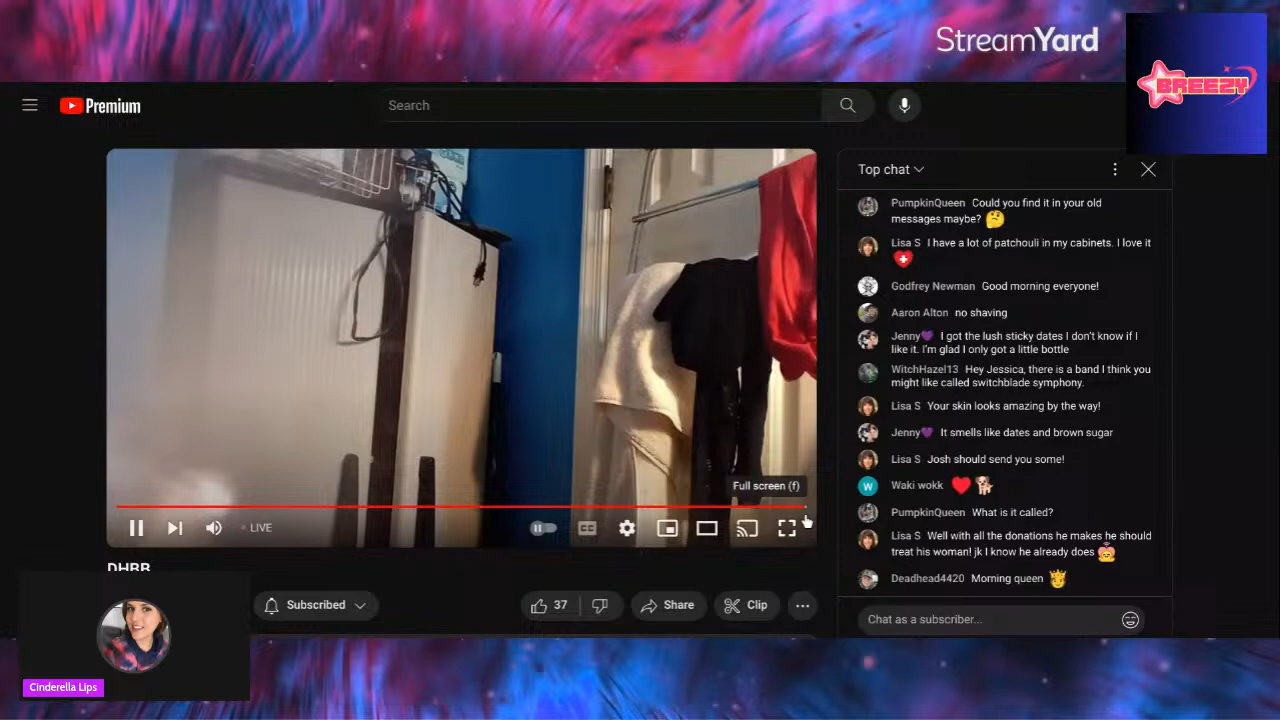 StreamYard
BREEZY
Premium
Search
Top chat
PumpkinQueen Could you find it in your old
messages maybe?
Lisa S I have a lot of patchouli in my cabinets. I love it
Godfrey Newman Good morning everyone!
Aaron Alton no shaving
Jenny💜 I got the lush sticky dates I don't know if I
like it. I'm glad I only got a little bottle
WitchHazel13 Hey Jessica, there is a band I think you
might like called switchblade symphony.
Lisa S Your skin looks amazing by the way!
Jenny💜 It smells like dates and brown sugar
Lisa S Josh should send you some!
W
Waki wokk
PumpkinQueen What is it called?
Lisa S Well with all the donations he makes he should
treat his woman! jk I know he already does
Deadhead4420 Morning queen
Chat as a subscriber...
Full screen (f)
LIVE
CC
DHBB
Subscribed
37
Share
Clip
Cinderella Lips